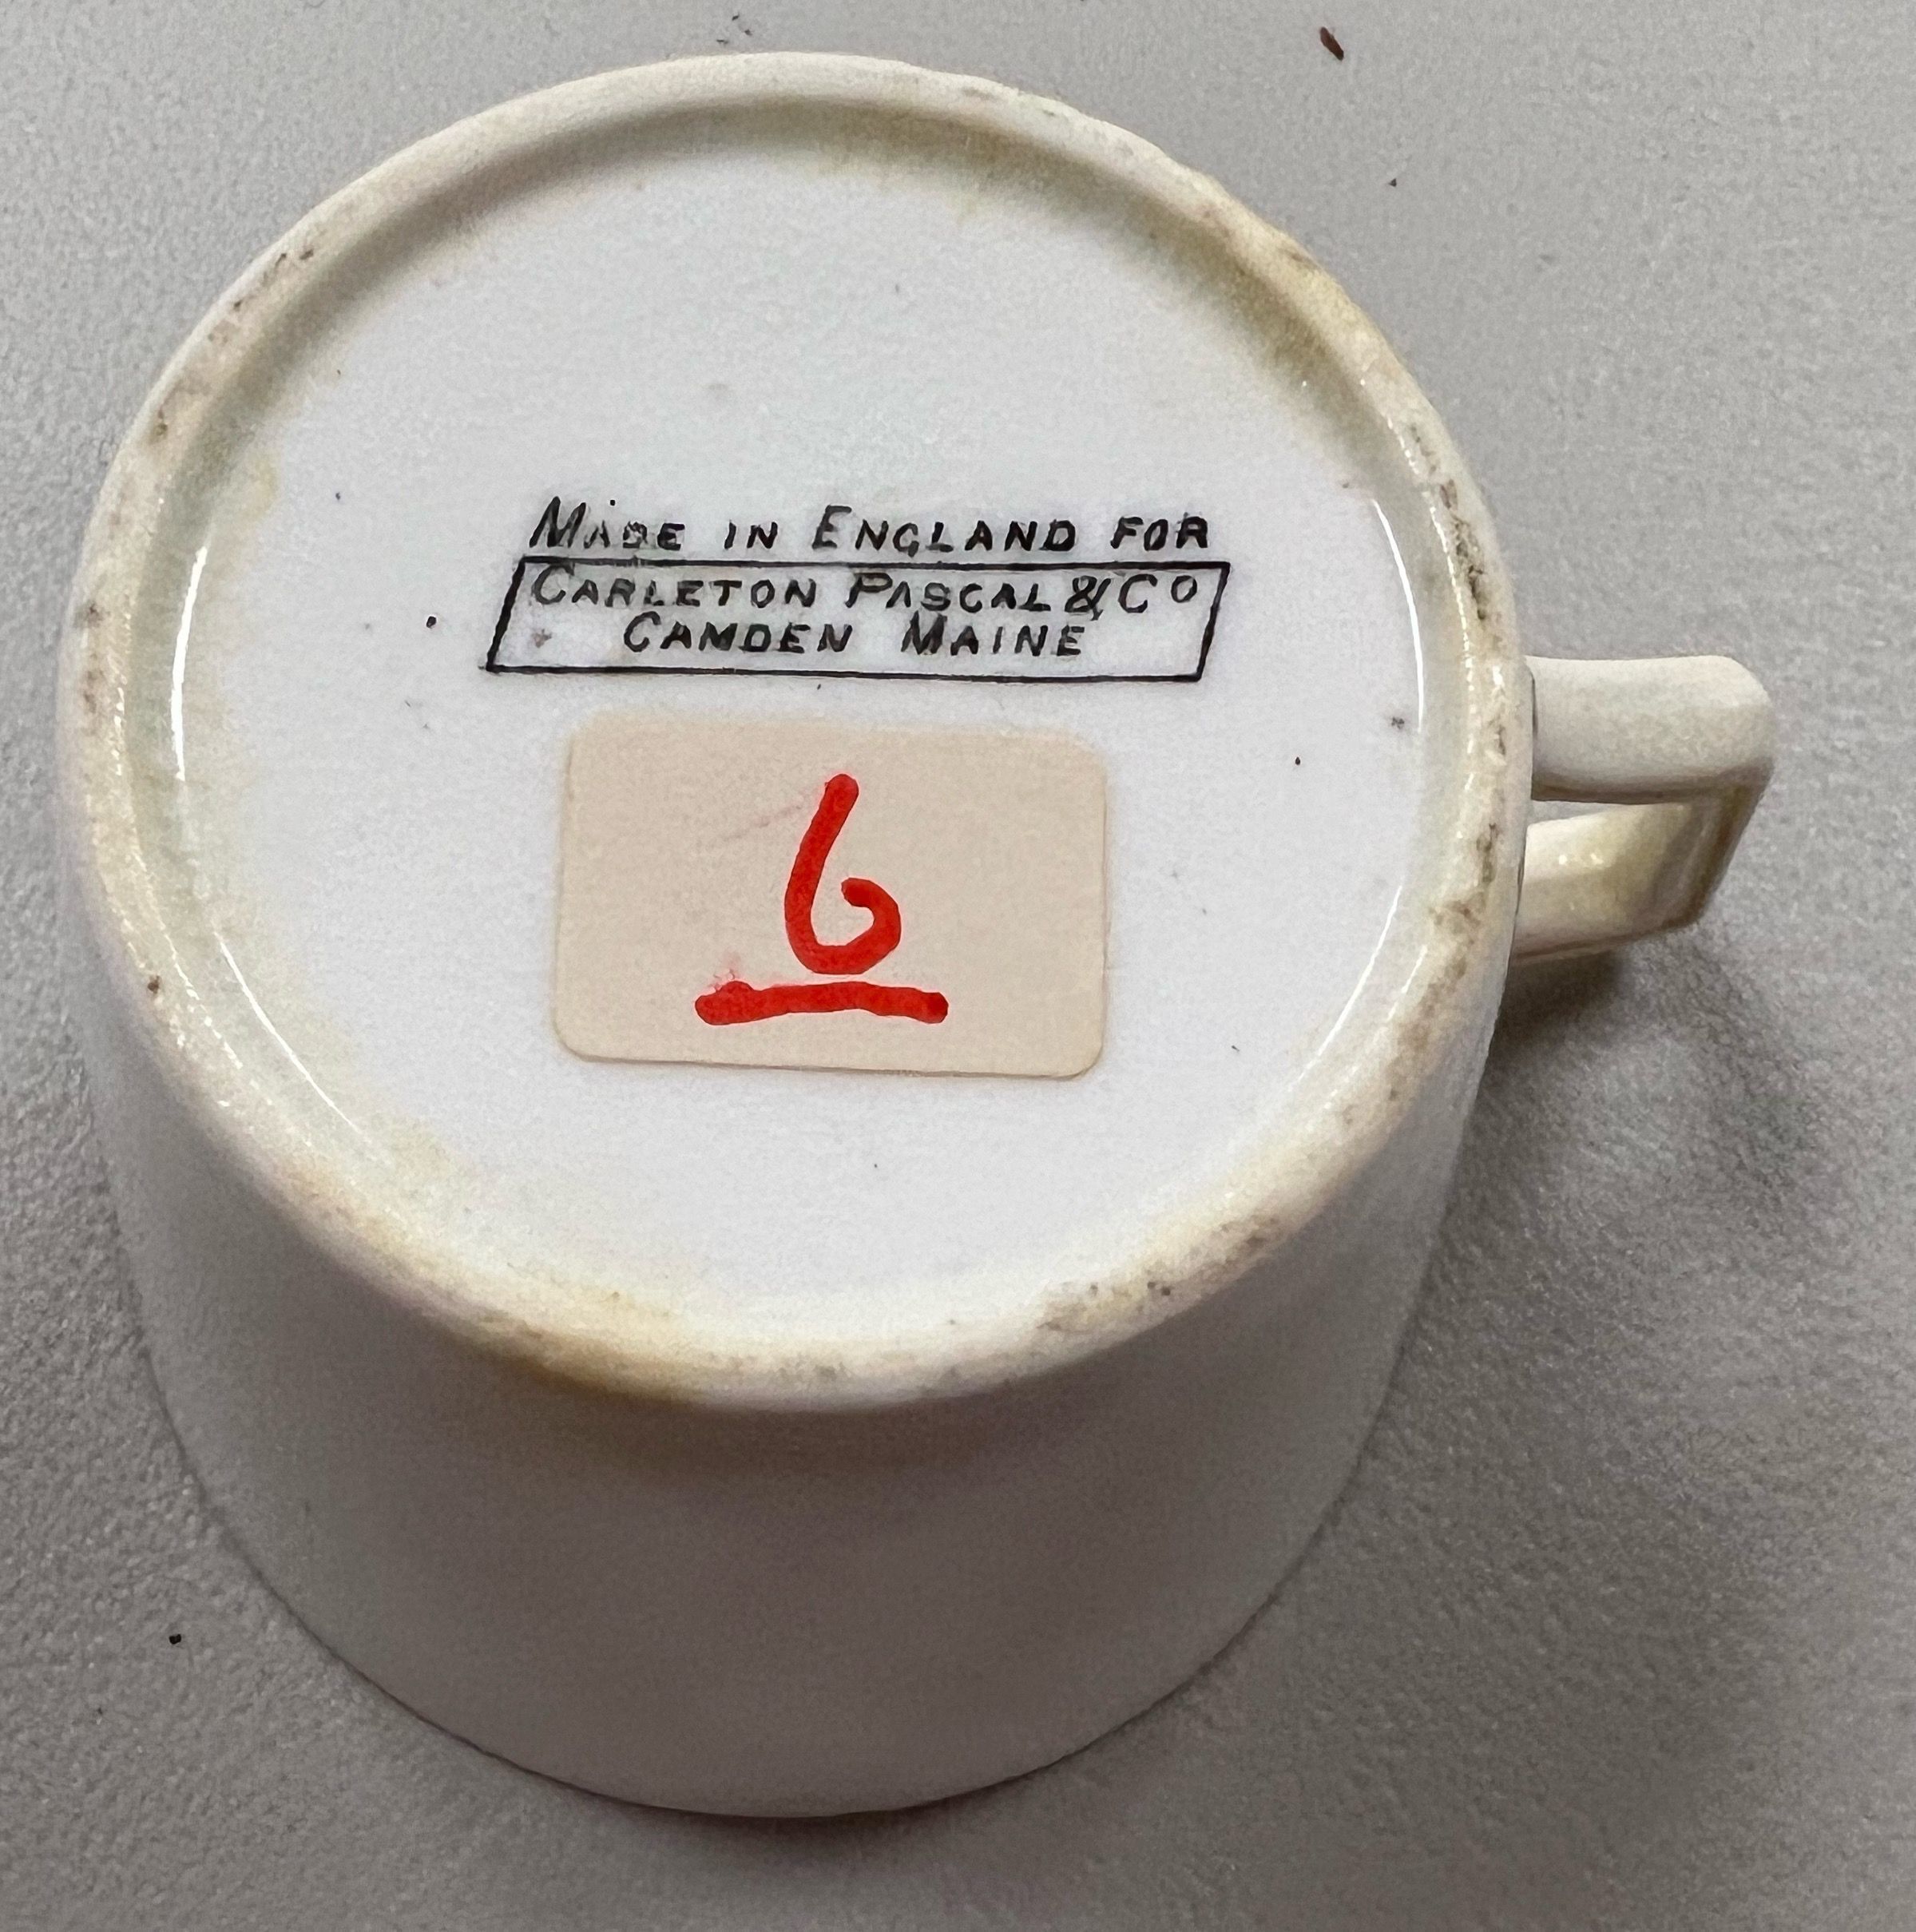 MADE IN ENGLAND FOR
CARLETON PASCAL & CO
CAMDEN MAINE
6